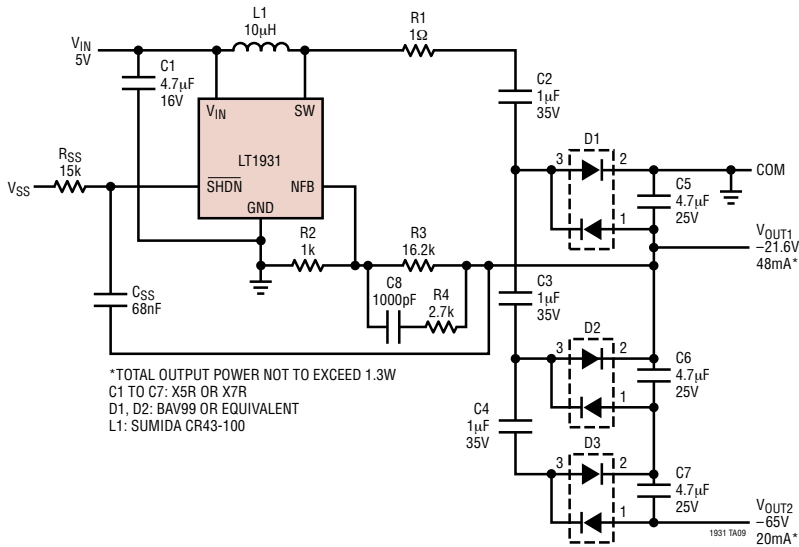 L1
10µH
R1
1Ω
VIN
5V
C1
4.7µF
16V
C2
1µF
35V
VIN
SW
LT1931
SHDN
NFB
GND
RSS
15k
VSS
D1
3
2
1
COM
C5
4.7µF
25V
VOUT1
–21.6V
48mA*
R2
1k
R3
16.2k
C8
1000pF
R4
2.7k
CSS
68nF
C3
1µF
35V
D2
3
2
1
C6
4.7µF
25V
C4
1µF
35V
D3
3
2
1
C7
4.7µF
25V
VOUT2
–65V
20mA*
*TOTAL OUTPUT POWER NOT TO EXCEED 1.3W
C1 TO C7: X5R OR X7R
D1, D2: BAV99 OR EQUIVALENT
L1: SUMIDA CR43-100
1931 TA09